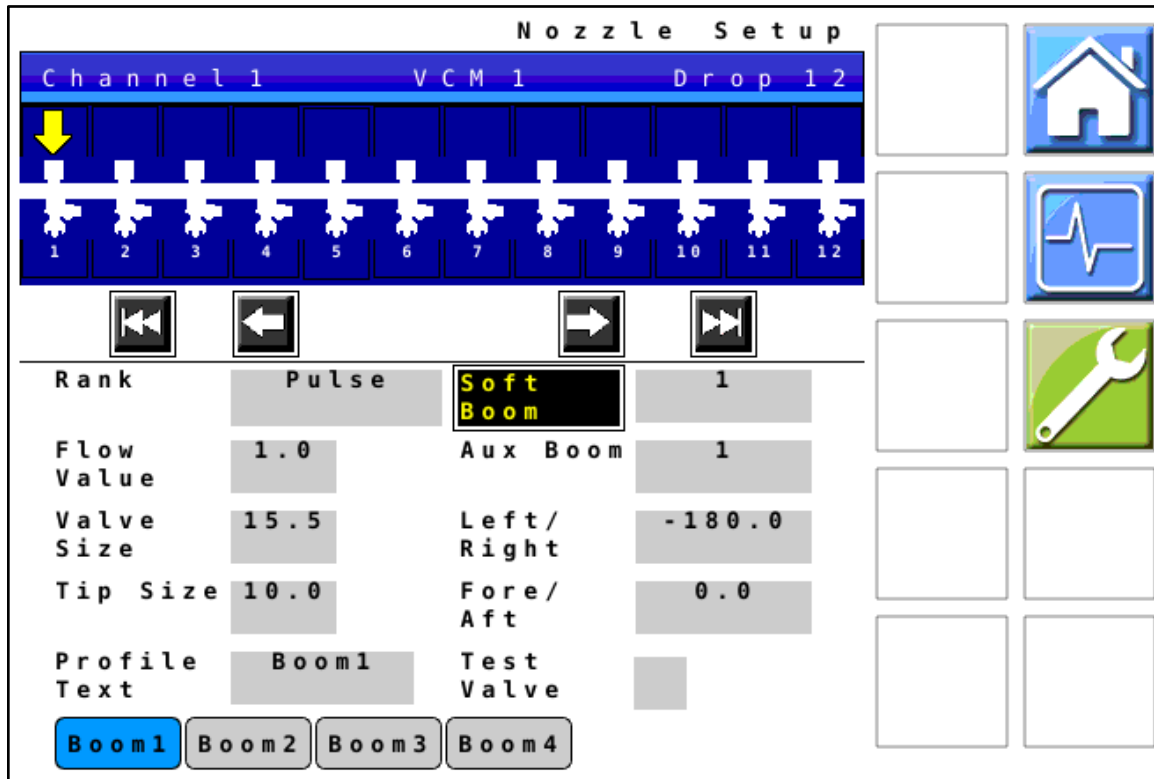 Nozzle Setup
Channel 1 VCM 1 Drop 12
1 2 3 4 5 6 7 8 9 10 11 12
Rank Pulse Soft Boom 1
Flow Value 1.0 Aux Boom 1
Valve Size 15.5 Left/ Right -180.0
Tip Size 10.0 Fore/ Aft 0.0
Profile Text Boom1 Test Valve
Boom1 Boom2 Boom3 Boom4